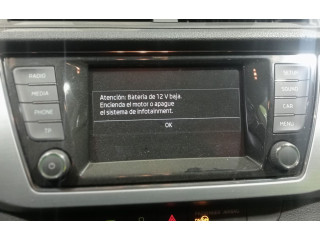 RADIO
MEDIA
PHONE
TP
Atención: Batería de 12 V baja.
Encienda el motor o apague
el sistema de Infotainment.
OK
SETUP
SOUND
CAR
MENU